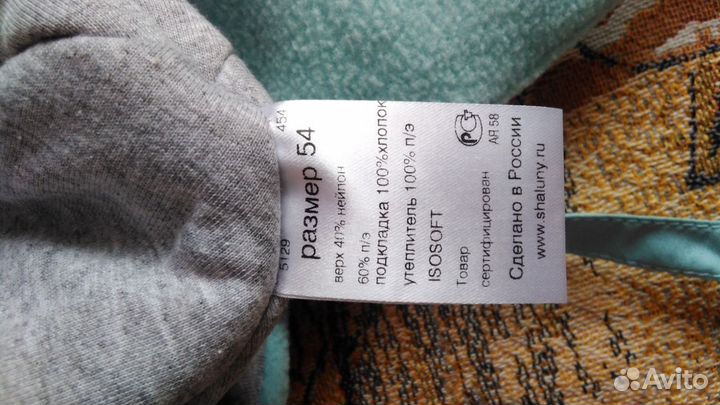 5129 454
размер 54
верх 40% нейлон
60% п/э
подкладка 100%хлопок
утеплитель 100% п/э
ISOSOFT
Товар
сертифицирован
РСТ
АЯ 58
Сделано в России
www.shaluny.ru
Avito